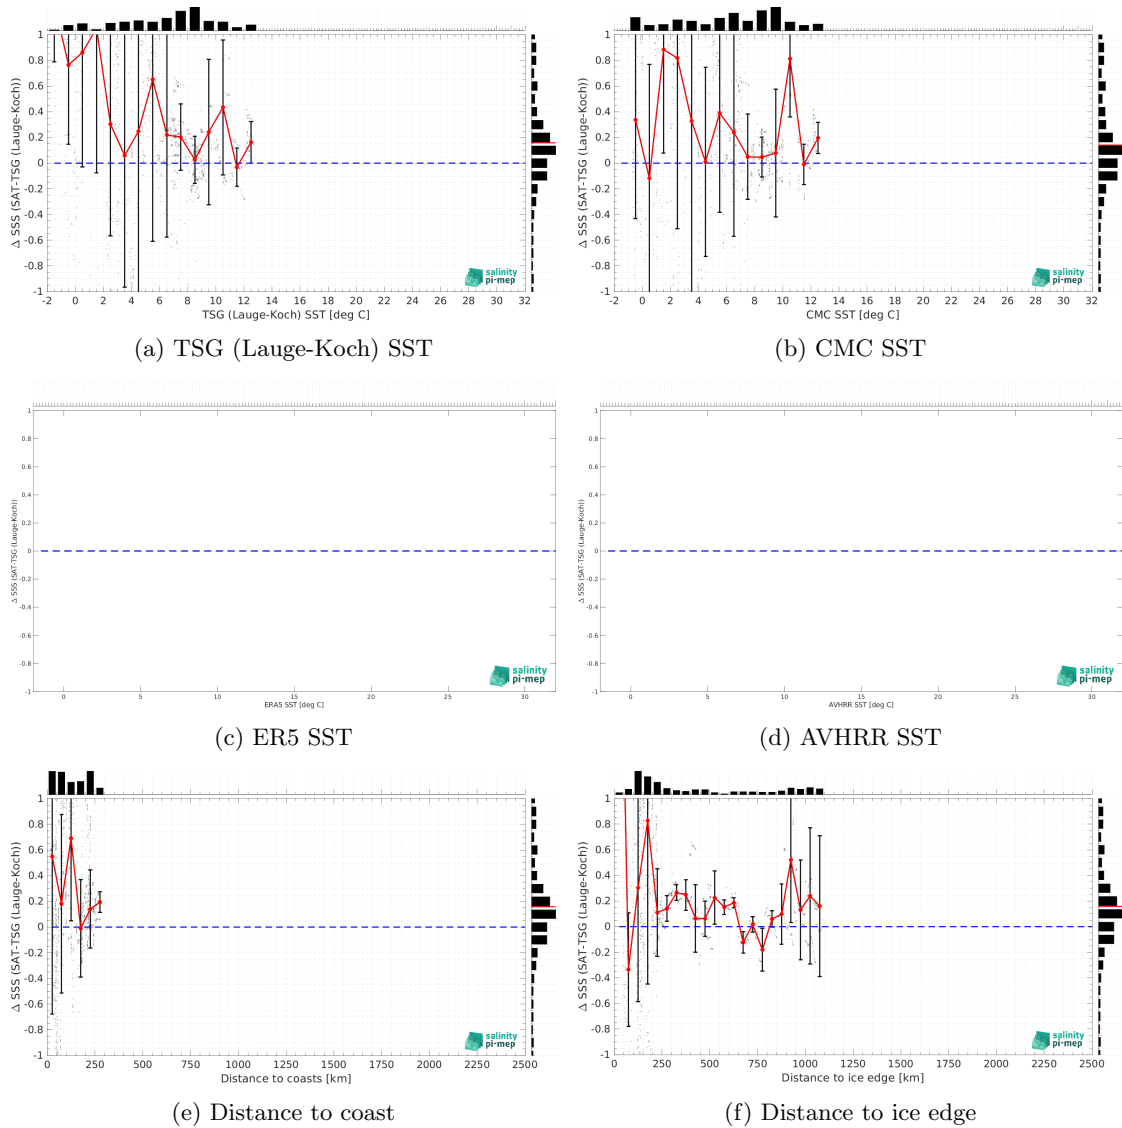 1
0.8
0.6
0.4
0.2
0
-0.2
-0.4
-0.6
-0.8
-1
Δ SSS (SAT-TSG (Lauge-Koch))
-2 0 2 4 6 8 10 12 14 16 18 20 22 24 26 28 30 32
TSG (Lauge-Koch) SST [deg C]
salinity
pi-mep
(a) TSG (Lauge-Koch) SST
1
0.8
0.6
0.4
0.2
0
-0.2
-0.4
-0.6
-0.8
-1
Δ SSS (SAT-TSG (Lauge-Koch))
-2 0 2 4 6 8 10 12 14 16 18 20 22 24 26 28 30 32
CMC SST [deg C]
salinity
pi-mep
(b) CMC SST
1
0.8
0.6
0.4
0.2
0
-0.2
-0.4
-0.6
-0.8
-1
Δ SSS (SAT-TSG (Lauge-Koch))
0 5 10 15 20 25 30
ERA5 SST [deg C]
salinity
pi-mep
(c) ER5 SST
1
0.8
0.6
0.4
0.2
0
-0.2
-0.4
-0.6
-0.8
-1
Δ SSS (SAT-TSG (Lauge-Koch))
0 5 10 15 20 25 30
AVHRR SST [deg C]
salinity
pi-mep
(d) AVHRR SST
1
0.8
0.6
0.4
0.2
0
-0.2
-0.4
-0.6
-0.8
-1
Δ SSS (SAT-TSG (Lauge-Koch))
0 250 500 750 1000 1250 1500 1750 2000 2250 2500
Distance to coasts [km]
salinity
pi-mep
(e) Distance to coast
1
0.8
0.6
0.4
0.2
0
-0.2
-0.4
-0.6
-0.8
-1
Δ SSS (SAT-TSG (Lauge-Koch))
0 250 500 750 1000 1250 1500 1750 2000 2250 2500
Distance to ice edge [km]
salinity
pi-mep
(f) Distance to ice edge